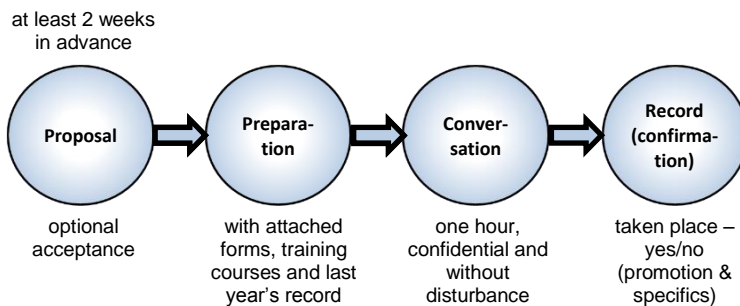 at least 2 weeks
in advance
Proposal
Prepara-
tion
Conver-
sation
Record
(confirma-
tion)
optional
acceptance
with attached
forms, training
courses and last
year's record
one hour,
confidential and
without
disturbance
taken place –
yes/no
(promotion &
specifics)